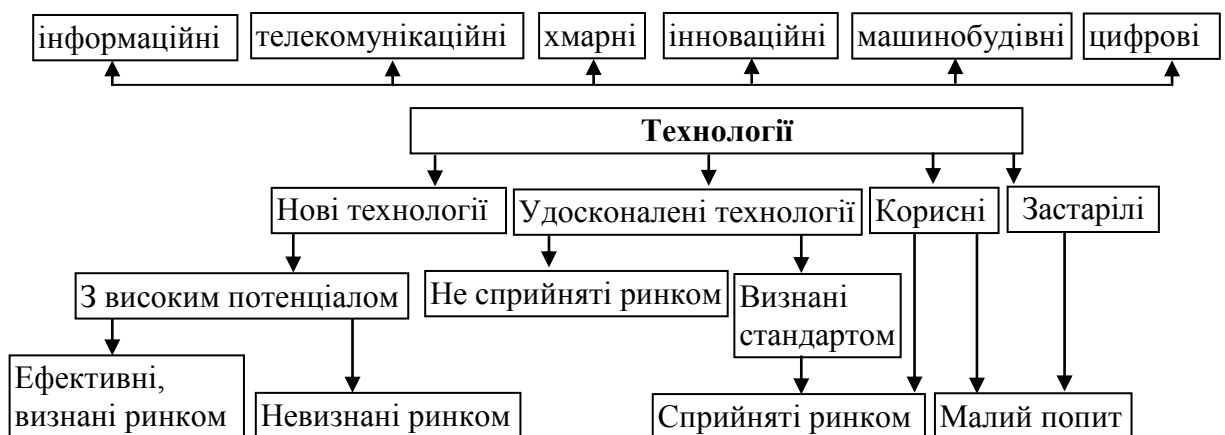 інформаційні
телекомунікаційні
хмарні
інноваційні
машинобудівні
цифрові
Технології
Нові технології
Удосконалені технології
Корисні
Застарілі
З високим потенціалом
Не сприйняті ринком
Визнані
стандартом
Ефективні,
визнані ринком
Невизнані ринком
Сприйняті ринком
Малий попит